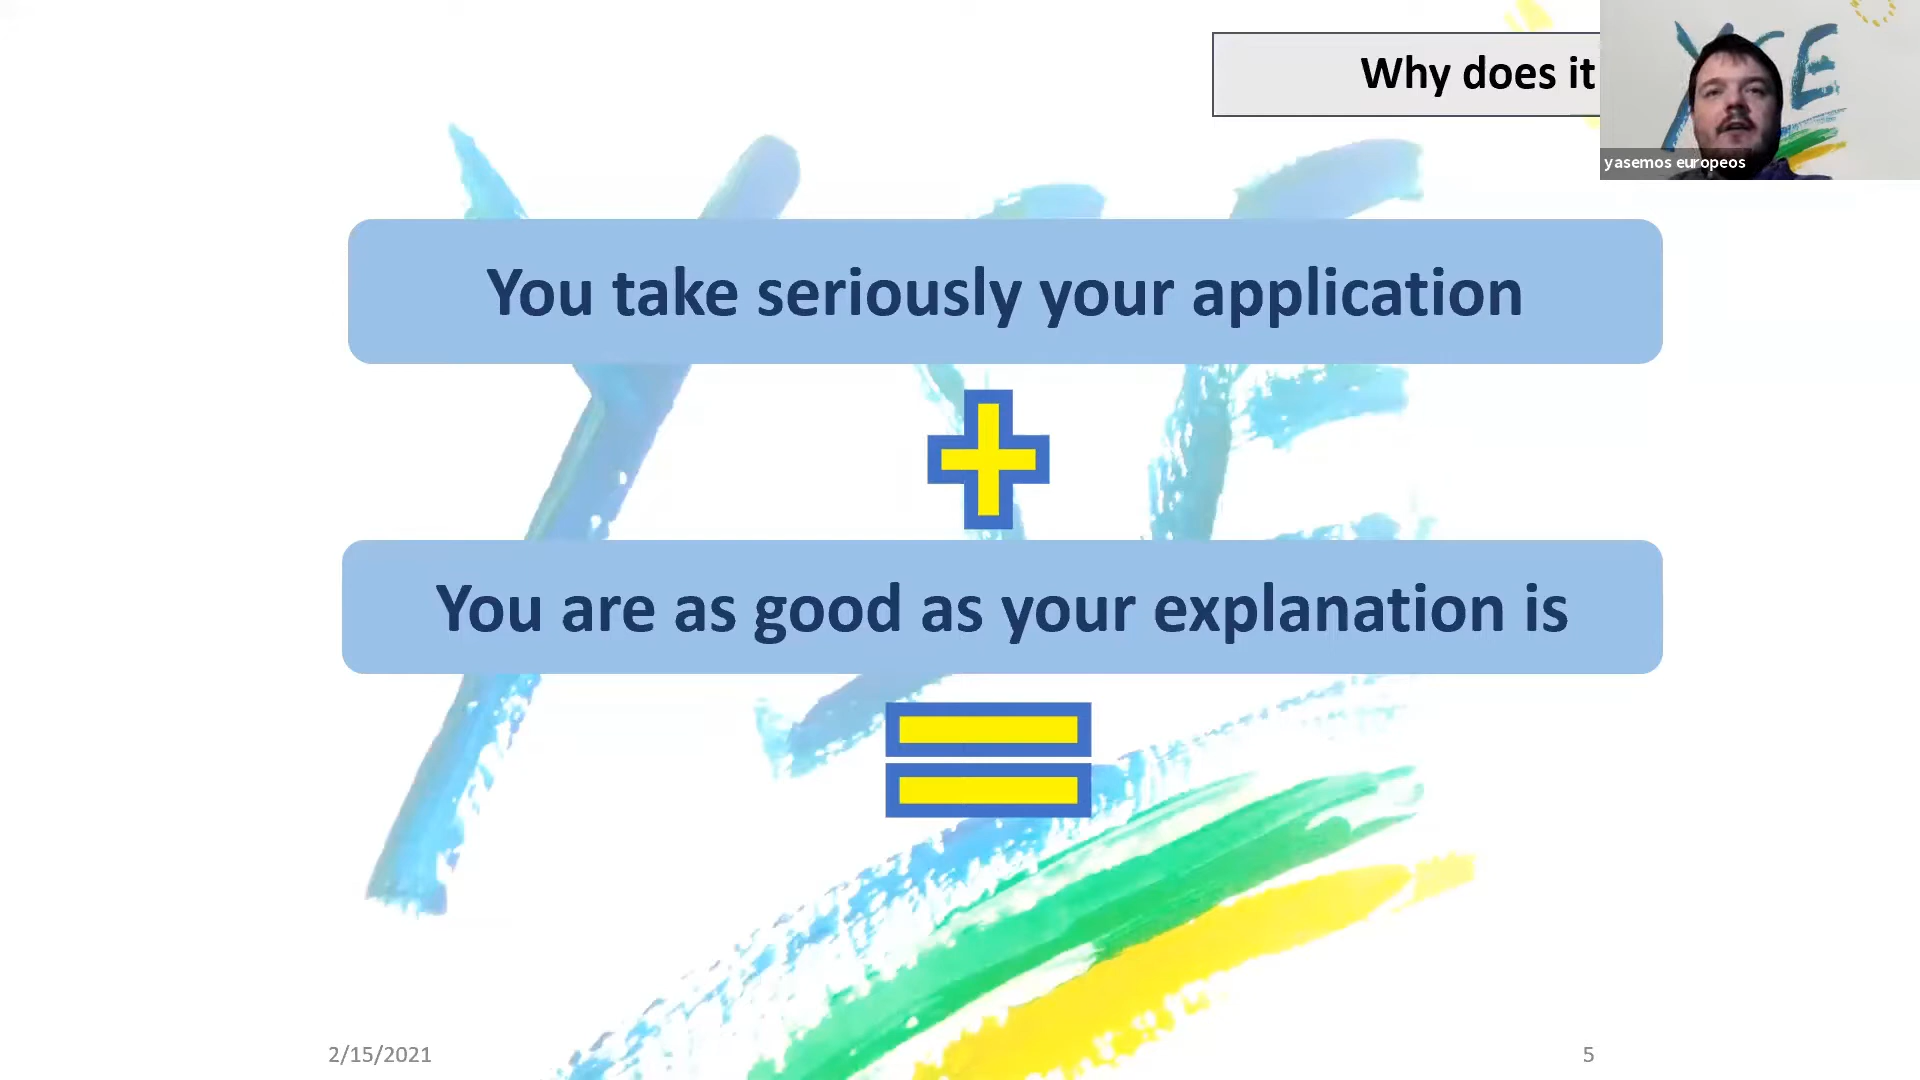 Why does it
YSE
yasemos europeos
You take seriously your application
You are as good as your explanation is
2/15/2021
5